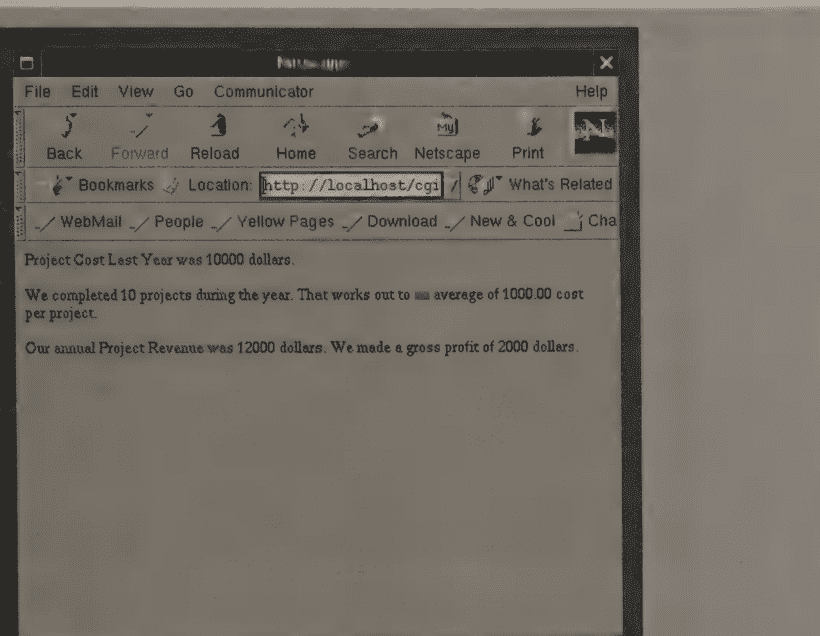 File Edit View Go Communicator Help
Back Forward Reload Home Search Netscape Print
My
N
Bookmarks Location: http://localhost/cgi What's Related
WebMail People Yellow Pages Download New & Cool Cha
Project Cost Last Year was 10000 dollars.
We completed 10 projects during the year. That works out to average of 1000.00 cost
per project.
Our annual Project Revenue was 12000 dollars. We made a gross profit of 2000 dollars.